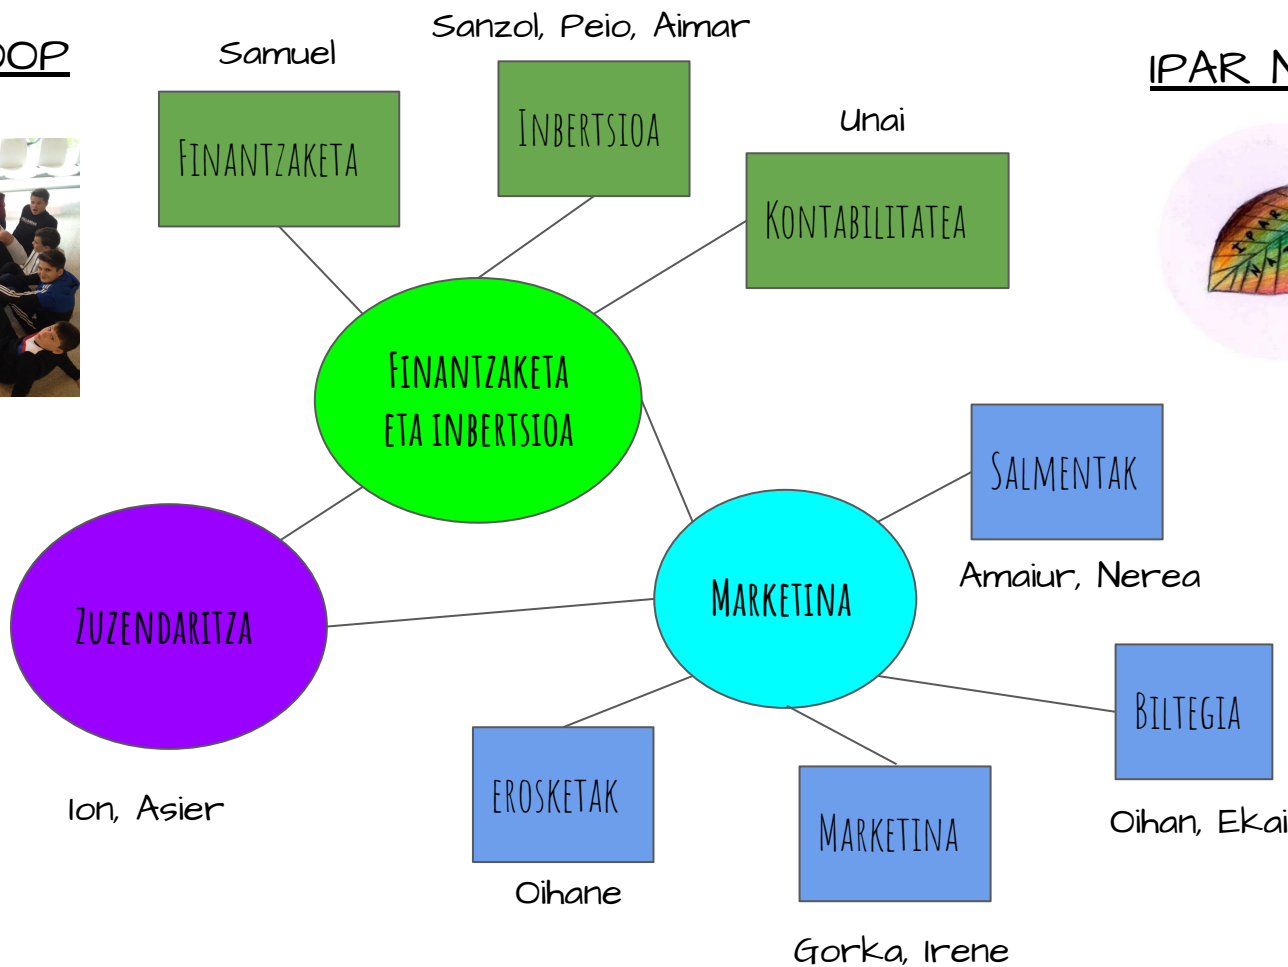 Sanzol, Peio, Aimar
Samuel
IPAR
FINANTZAKETA
INBERTSIOA
Unai
KONTABILITATEA
IPAR
FINANTZAKETA
ETA INBERTSIOA
SALMENTAK
Amaiur, Nerea
ZUZENDARITZA
MARKETINA
BILTEGIA
Ion, Asier
EROSKETAK
MARKETINA
Oihan, Ekai
Oihane
Gorka, Irene